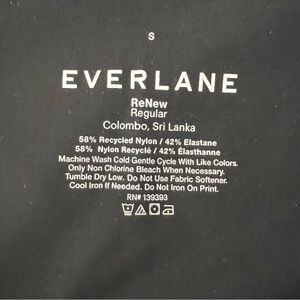 S
EVERLANE
ReNew
Regular
Colombo, Sri Lanka
58% Recycled Nylon / 42% Elastane
58% Nylon Recyclé / 42% Élasthanne
Machine Wash Cold Gentle Cycle With Like Colors.
Only Non Chlorine Bleach When Necessary.
Tumble Dry Low. Do Not Use Fabric Softener.
Cool Iron If Needed. Do Not Iron On Print.
RN# 139393